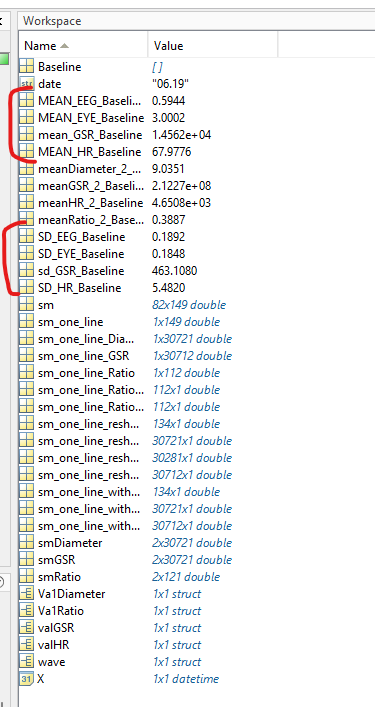 Workspace
Name Value
Baseline []
str date "06.19"
MEAN_EEG_Baseli... 0.5944
MEAN_EYE_Baseli... 3.0002
mean_GSR_Baseline 1.4562e+04
MEAN_HR_Baseline 67.9776
meanDiameter_2_... 9.0351
meanGSR_2_Baseli... 2.1227e+08
meanHR_2_Baseli... 4.6508e+03
meanRatio_2_Base... 0.3887
SD_EEG_Baseline 0.1892
SD_EYE_Baseline 0.1848
sd_GSR_Baseline 463.1080
SD_HR_Baseline 5.4820
sm 82x149 double
sm_one_line 1x149 double
sm_one_line_Dia... 1x30721 double
sm_one_line_GSR 1x30712 double
sm_one_line_Ratio 1x112 double
sm_one_line_Ratio... 112x1 double
sm_one_line_Ratio... 112x1 double
sm_one_line_resh... 134x1 double
sm_one_line_resh... 30721x1 double
sm_one_line_resh... 30281x1 double
sm_one_line_resh... 30712x1 double
sm_one_line_with... 134x1 double
sm_one_line_with... 30721x1 double
sm_one_line_with... 30712x1 double
smDiameter 2x30721 double
smGSR 2x30721 double
smRatio 2x121 double
Va1Diameter 1x1 struct
Va1Ratio 1x1 struct
valGSR 1x1 struct
valHR 1x1 struct
wave 1x1 struct
31 X 1x1 datetime